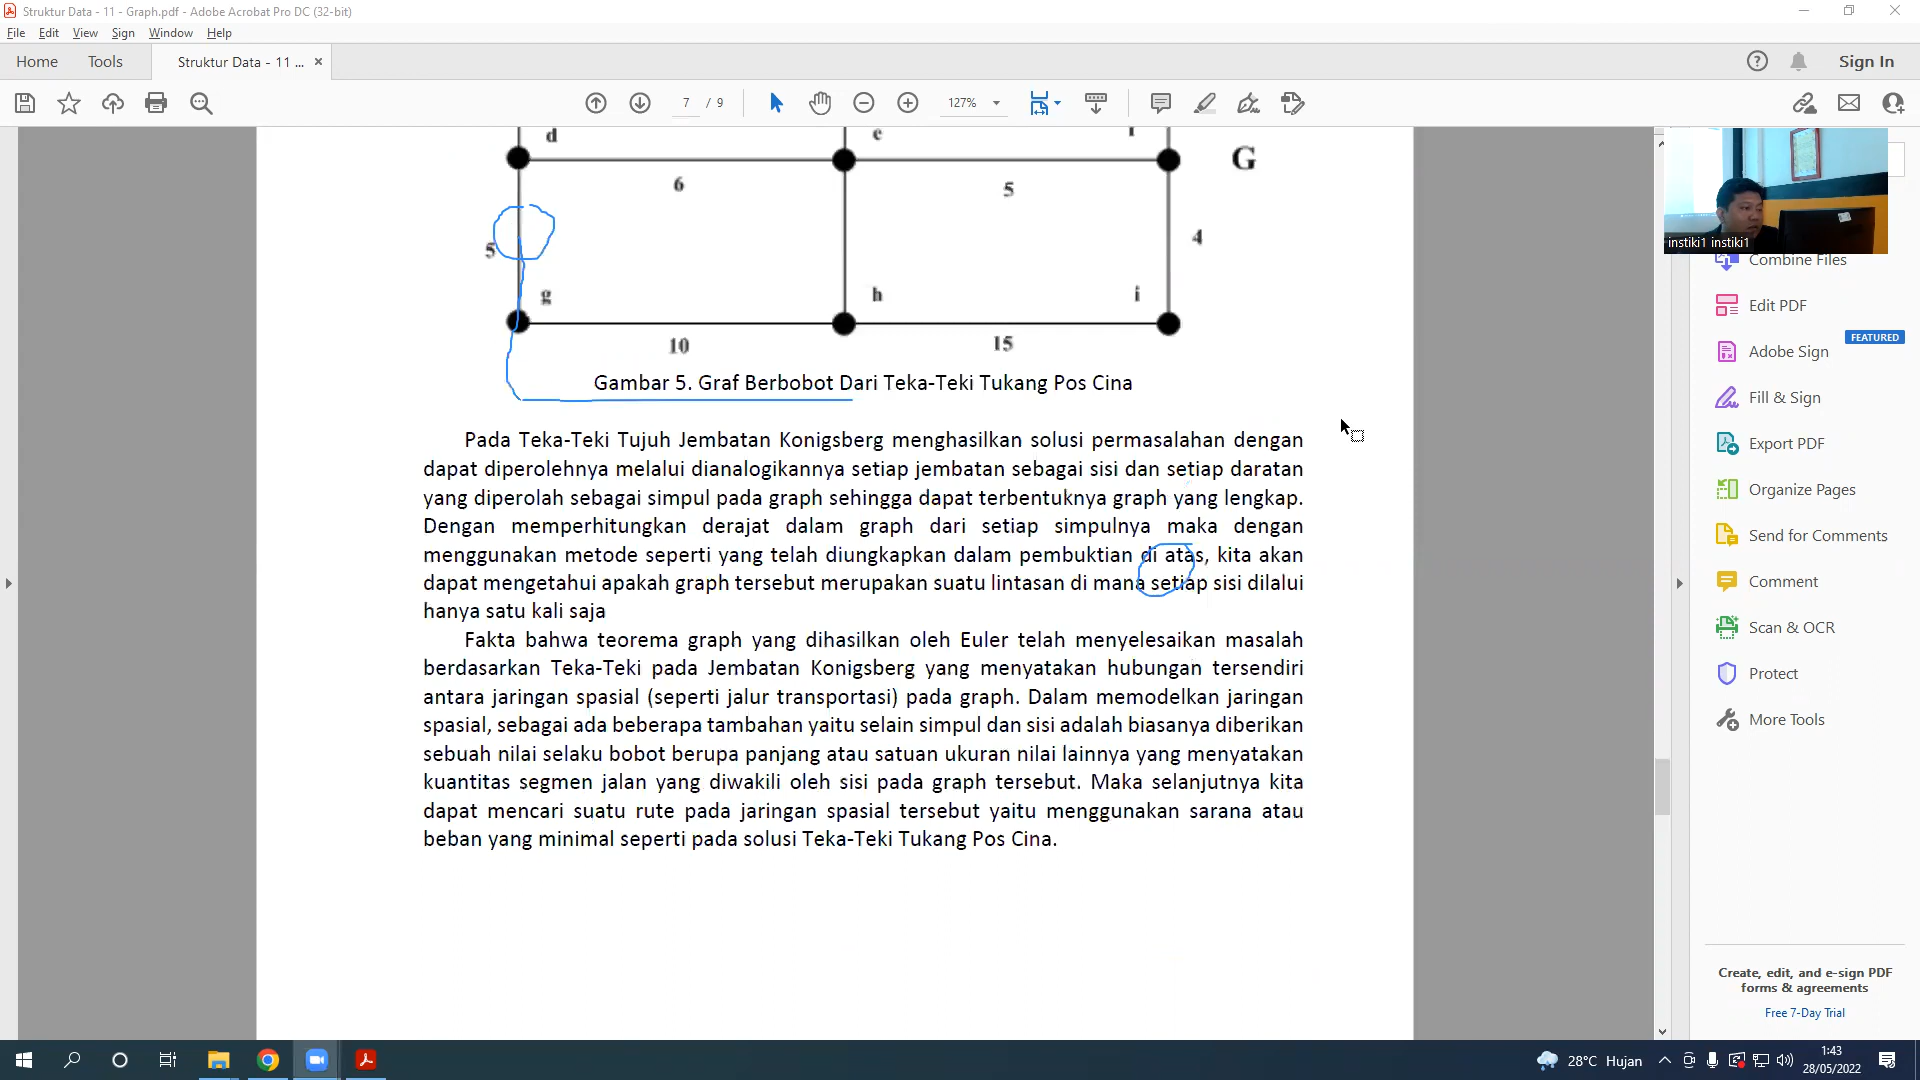 Struktur Data - 11 - Graph.pdf - Adobe Acrobat Pro DC (32-bit)
File Edit View Sign Window Help
Home Tools Struktur Data - 11 ... × Sign In
7 / 9 127%
d e
G
6 5
5 4
g h i
10 15
Gambar 5. Graf Berbobot Dari Teka-Teki Tukang Pos Cina
Pada Teka-Teki Tujuh Jembatan Konigsberg menghasilkan solusi permasalahan dengan
dapat diperolehnya melalui dianalogikannya setiap jembatan sebagai sisi dan setiap daratan
yang diperolah sebagai simpul pada graph sehingga dapat terbentuknya graph yang lengkap.
Dengan memperhitungkan derajat dalam graph dari setiap simpulnya maka dengan
menggunakan metode seperti yang telah diungkapkan dalam pembuktian di atas, kita akan
dapat mengetahui apakah graph tersebut merupakan suatu lintasan di mana setiap sisi dilalui
hanya satu kali saja
Fakta bahwa teorema graph yang dihasilkan oleh Euler telah menyelesaikan masalah
berdasarkan Teka-Teki pada Jembatan Konigsberg yang menyatakan hubungan tersendiri
antara jaringan spasial (seperti jalur transportasi) pada graph. Dalam memodelkan jaringan
spasial, sebagai ada beberapa tambahan yaitu selain simpul dan sisi adalah biasanya diberikan
sebuah nilai selaku bobot berupa panjang atau satuan ukuran nilai lainnya yang menyatakan
kuantitas segmen jalan yang diwakili oleh sisi pada graph tersebut. Maka selanjutnya kita
dapat mencari suatu rute pada jaringan spasial tersebut yaitu menggunakan sarana atau
beban yang minimal seperti pada solusi Teka-Teki Tukang Pos Cina.
instiki1 instiki1
Combine Files
Edit PDF
FEATURED
Adobe Sign
Fill & Sign
Export PDF
Organize Pages
Send for Comments
Comment
Scan & OCR
Protect
More Tools
Create, edit, and e-sign PDF
forms & agreements
Free 7-Day Trial
28°C Hujan
1:43
28/05/2022